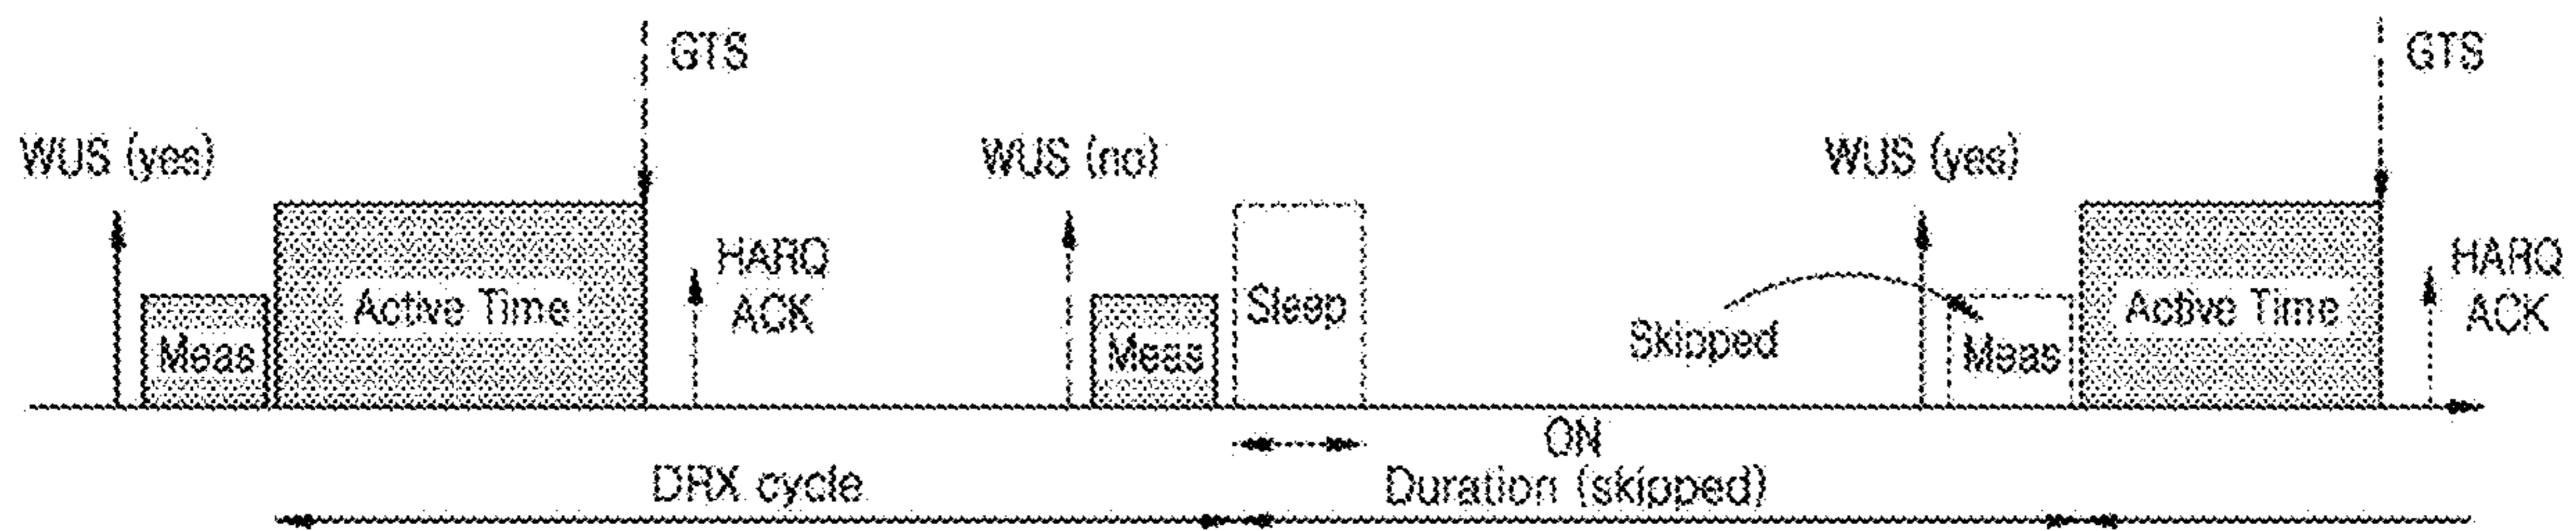 GTS
GTS
WUS (yes)
WUS (no)
WUS (yes)
HARQ
ACK
HARQ
ACK
Active Time
Sleep
Active Time
Meas
Meas
Skipped
Meas
ON
DRX cycle
Duration (skipped)